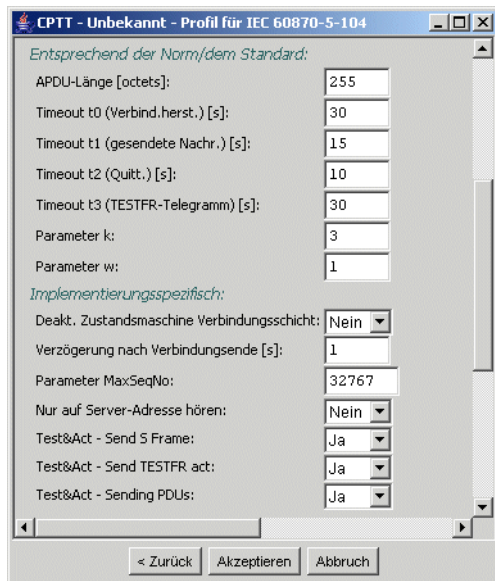 CPTT - Unbekannt - Profil für IEC 60870-5-104
Entsprechend der Norm/dem Standard:
APDU-Länge [octets]: 255
Timeout t0 (Verbind.herst.) [s]: 30
Timeout t1 (gesendete Nachr.) [s]: 15
Timeout t2 (Quitt.) [s]: 10
Timeout t3 (TESTFR-Telegramm) [s]: 30
Parameter k: 3
Parameter w: 1
Implementierungsspezifisch:
Deakt. Zustandsmaschine Verbindungsschicht: Nein
Verzögerung nach Verbindungsende [s]: 1
Parameter MaxSeqNo: 32767
Nur auf Server-Adresse hören: Nein
Test&Act - Send S Frame: Ja
Test&Act - Send TESTFR act: Ja
Test&Act - Sending PDUs: Ja
< Zurück Akzeptieren Abbruch